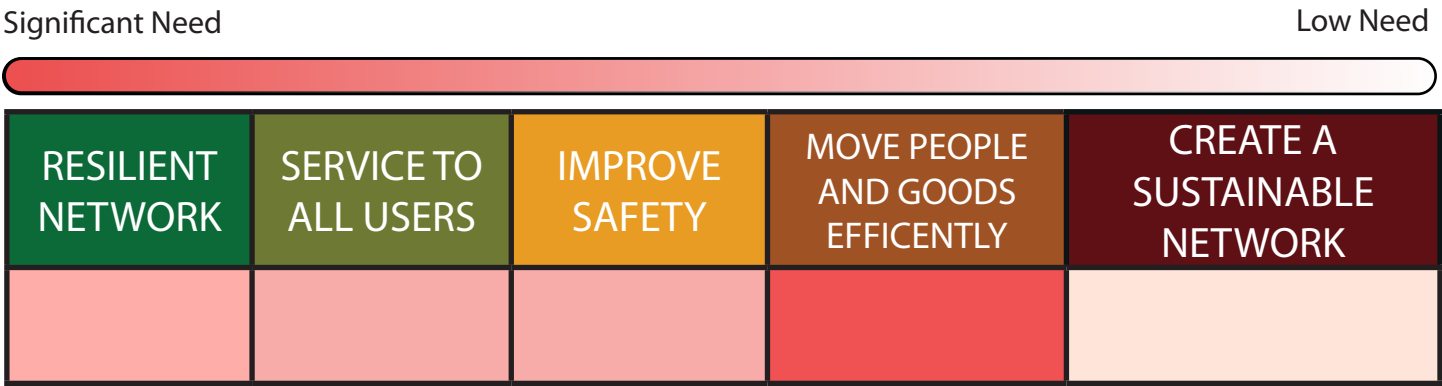 Significant Need
Low Need
RESILIENT
NETWORK
SERVICE TO
ALL USERS
IMPROVE
SAFETY
MOVE PEOPLE
AND GOODS
EFFICENTLY
CREATE A
SUSTAINABLE
NETWORK